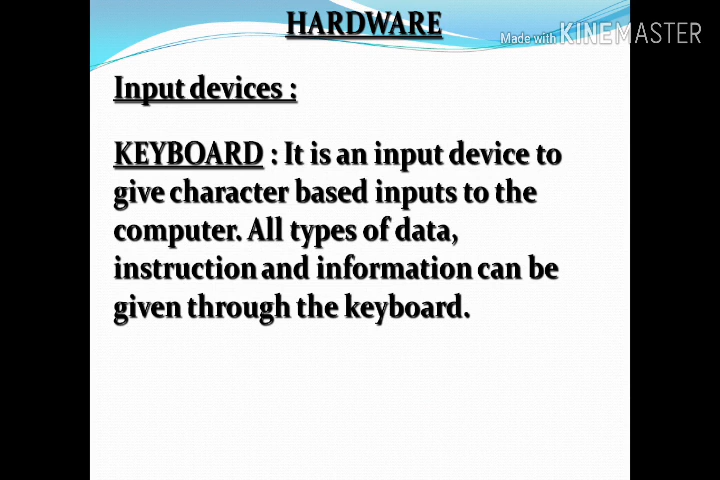 HARDWARE
Made with KINEMASTER
Input devices :
KEYBOARD : It is an input device to
give character based inputs to the
computer. All types of data,
instruction and information can be
given through the keyboard.